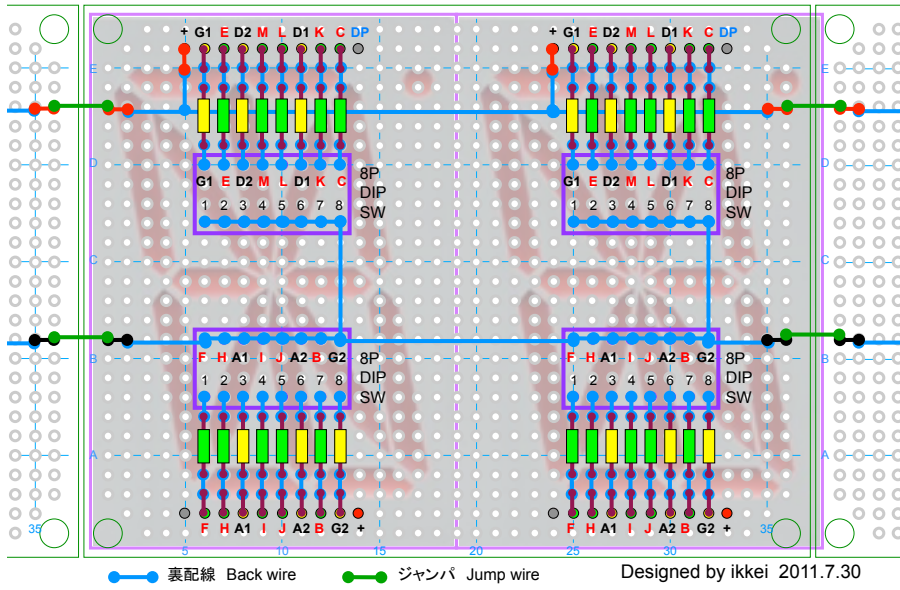 + G1 E D2 M L D1 K C DP + G1 E D2 M L D1 K C DP
E E
D D
G1 E D2 M L D1 K C 8P G1 E D2 M L D1 K C 8P
DIP DIP
1 2 3 4 5 6 7 8 SW 1 2 3 4 5 6 7 8 SW
C C
B F H A1 I J A2 B G2 8P F H A1 I J A2 B G2 8P B
1 2 3 4 5 6 7 8 DIP 1 2 3 4 5 6 7 8 DIP
SW SW
A A
35 F H A1 I J A2 B G2 + F H A1 I J A2 B G2 + 35
5 10 15 20 25 30
裏配線 Back wire ジャンパ Jump wire Designed by ikkei 2011.7.30